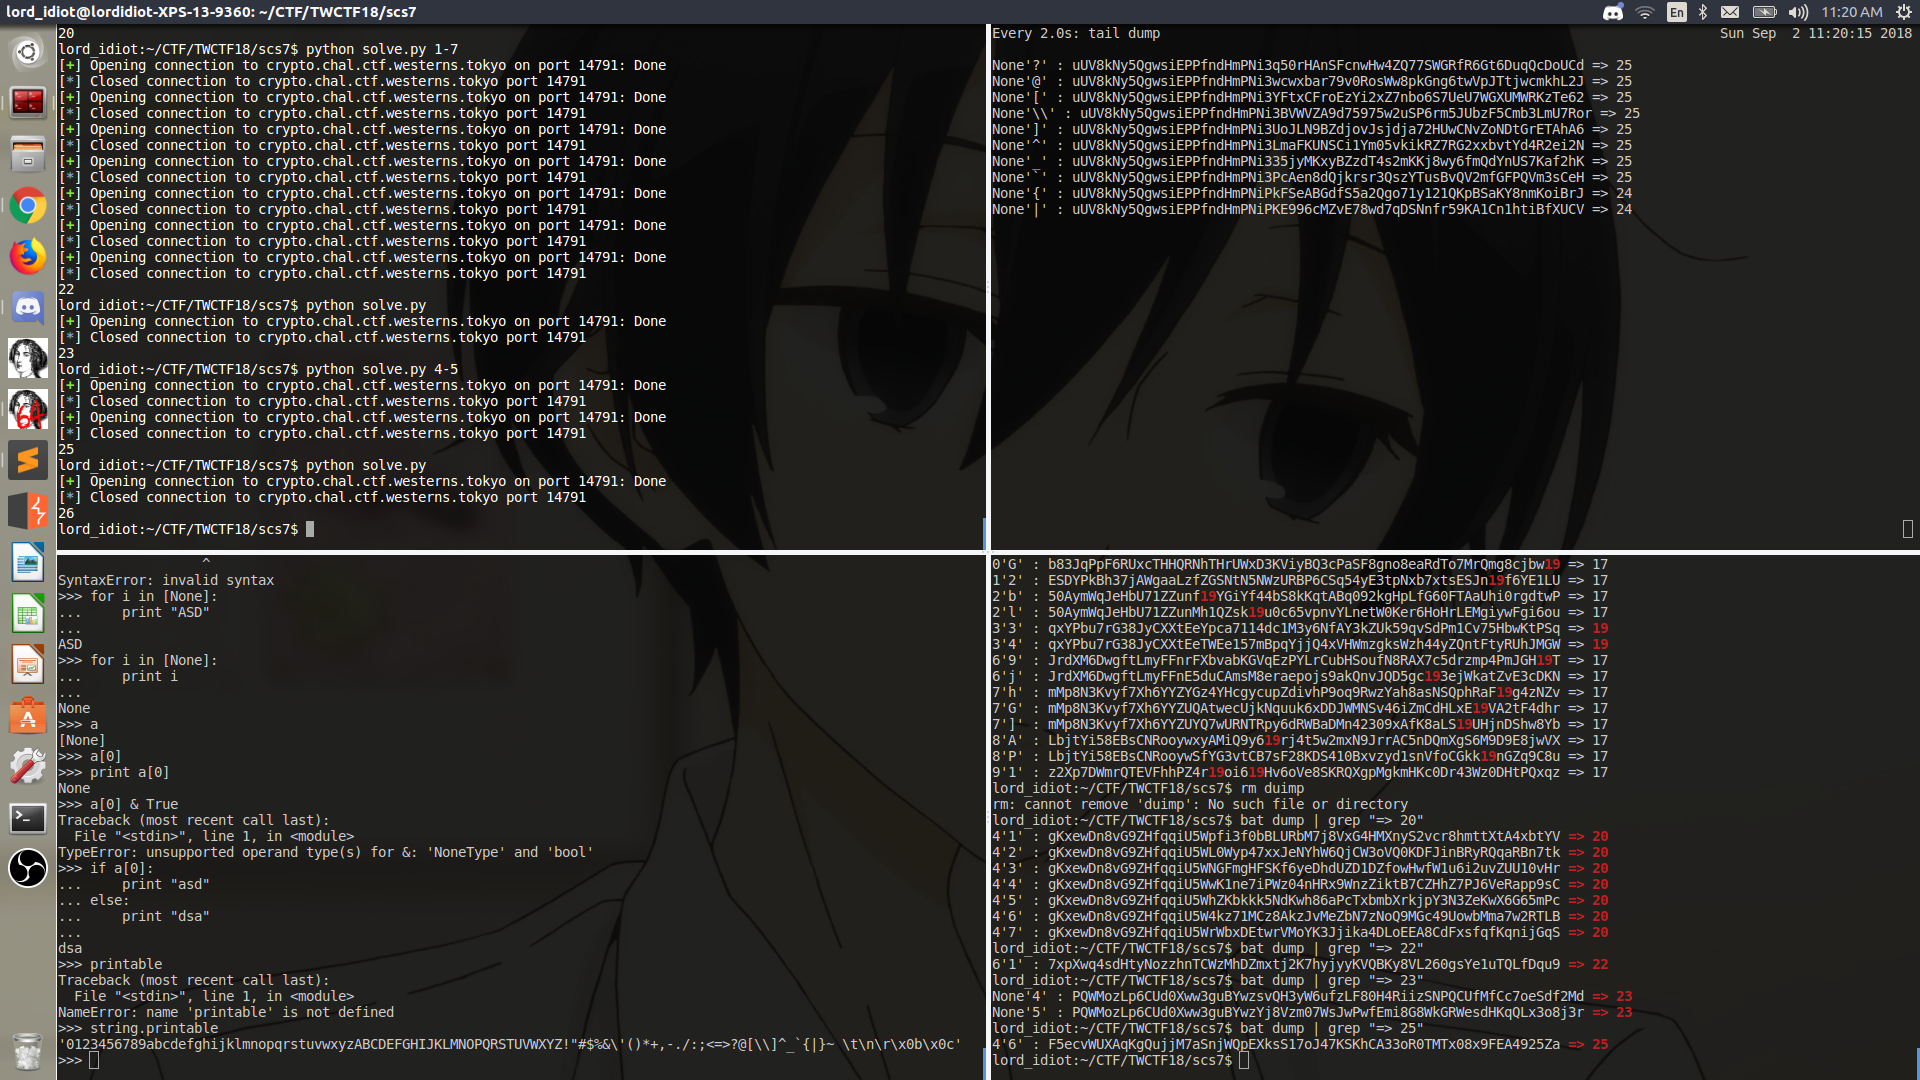 lord_idiot@lordidiot-XPS-13-9360: ~/CTF/TWCTF18/scs7
En
11:20 AM
20
lord_idiot:~/CTF/TWCTF18/scs7$ python solve.py 1-7
[+] Opening connection to crypto.chal.ctf.westerns.tokyo on port 14791: Done
[*] Closed connection to crypto.chal.ctf.westerns.tokyo port 14791
[+] Opening connection to crypto.chal.ctf.westerns.tokyo on port 14791: Done
[*] Closed connection to crypto.chal.ctf.westerns.tokyo port 14791
[+] Opening connection to crypto.chal.ctf.westerns.tokyo on port 14791: Done
[*] Closed connection to crypto.chal.ctf.westerns.tokyo port 14791
[+] Opening connection to crypto.chal.ctf.westerns.tokyo on port 14791: Done
[*] Closed connection to crypto.chal.ctf.westerns.tokyo port 14791
[+] Opening connection to crypto.chal.ctf.westerns.tokyo on port 14791: Done
[*] Closed connection to crypto.chal.ctf.westerns.tokyo port 14791
[+] Opening connection to crypto.chal.ctf.westerns.tokyo on port 14791: Done
[*] Closed connection to crypto.chal.ctf.westerns.tokyo port 14791
[+] Opening connection to crypto.chal.ctf.westerns.tokyo on port 14791: Done
[*] Closed connection to crypto.chal.ctf.westerns.tokyo port 14791
22
lord_idiot:~/CTF/TWCTF18/scs7$ python solve.py
[+] Opening connection to crypto.chal.ctf.westerns.tokyo on port 14791: Done
[*] Closed connection to crypto.chal.ctf.westerns.tokyo port 14791
23
lord_idiot:~/CTF/TWCTF18/scs7$ python solve.py 4-5
[+] Opening connection to crypto.chal.ctf.westerns.tokyo on port 14791: Done
[*] Closed connection to crypto.chal.ctf.westerns.tokyo port 14791
[+] Opening connection to crypto.chal.ctf.westerns.tokyo on port 14791: Done
[*] Closed connection to crypto.chal.ctf.westerns.tokyo port 14791
25
lord_idiot:~/CTF/TWCTF18/scs7$ python solve.py
[+] Opening connection to crypto.chal.ctf.westerns.tokyo on port 14791: Done
[*] Closed connection to crypto.chal.ctf.westerns.tokyo port 14791
26
lord_idiot:~/CTF/TWCTF18/scs7$
Every 2.0s: tail dump
Sun Sep  2 11:20:15 2018
None'?' : uUV8kNy5QgwsiEPPfndHmPNi3q50rHAnSFcnwHw4ZQ77SWGRfR6Gt6DuqQcDoUCd => 25
None'@' : uUV8kNy5QgwsiEPPfndHmPNi3wcwxbar79v0RosWw8pkGng6twVpJTtjwcmkhL2J => 25
None'[' : uUV8kNy5QgwsiEPPfndHmPNi3YFtxCFroEzYi2xZ7nbo6S7UeU7WGXUMWRKzTe62 => 25
None'\\' : uUV8kNy5QgwsiEPPfndHmPNi3BVWVZA9d75975w2uSP6rm5JUbzF5Cmb3LmU7Ror => 25
None']' : uUV8kNy5QgwsiEPPfndHmPNi3UoJLN9BZdjovJsjdja72HUwCNvZoNDtGrETAhA6 => 25
None'^' : uUV8kNy5QgwsiEPPfndHmPNi3LmaFKUNSCi1Ym05vkikRZ7RG2xxbvtYd4R2ei2N => 25
None'_' : uUV8kNy5QgwsiEPPfndHmPNi335jyMKxyBZzdT4s2mKKj8wy6fmQdYnUS7Kaf2hK => 25
None'`' : uUV8kNy5QgwsiEPPfndHmPNi3PcAen8dQjkrsr3QszYTusBvQV2mfGFPQVm3sCeH => 25
None'{' : uUV8kNy5QgwsiEPPfndHmPNiPkFSeABGdfS5a2Qgo71y121QKpBSaKY8nmKoiBrJ => 24
None'|' : uUV8kNy5QgwsiEPPfndHmPNiPKE996cMZvE78wd7qDSNnfr59KA1Cn1htiBfXUCV => 24
^
SyntaxError: invalid syntax
>>> for i in [None]:
...     print "ASD"
...
ASD
>>> for i in [None]:
...     print i
...
None
>>> a
[None]
>>> a[0]
>>> print a[0]
None
>>> a[0] & True
Traceback (most recent call last):
  File "<stdin>", line 1, in <module>
TypeError: unsupported operand type(s) for &: 'NoneType' and 'bool'
>>> if a[0]:
...     print "asd"
... else:
...     print "dsa"
...
dsa
>>> printable
Traceback (most recent call last):
  File "<stdin>", line 1, in <module>
NameError: name 'printable' is not defined
>>> string.printable
'0123456789abcdefghijklmnopqrstuvwxyzABCDEFGHIJKLMNOPQRSTUVWXYZ!"#$%&\'()*+,-./:;<=>?@[\\]^_`{|}~ \t\n\r\x0b\x0c'
>>>
0'G' : b83JqPpF6RUxcTHHQRNhTHrUWxD3KViyBQ3cPaSF8gno8eaRdTo7MrQmg8cjbw19 => 17
1'2' : ESDYPkBh37jAWgaaLzfZGSNtN5NWzURBP6CSq54yE3tpNxb7xtsESJn19f6YE1LU => 17
2'b' : 50AymWqJeHbU71ZZunf19YGiYf44bS8kKqtABq092kgHpLfG60FTAaUhi0rgdtwP => 17
2'l' : 50AymWqJeHbU71ZZunMh1QZsk19u0c65vpnvYLnetW0Ker6HoHrLEMgiywFgi6ou => 17
3'3' : qxYPbu7rG38JyCXXtEeYpca7114dc1M3y6NfAY3kZUk59qvSdPm1Cv75HbwKtPSq => 19
3'4' : qxYPbu7rG38JyCXXtEeTWEe157mBpqYjjQ4xVHWmzgksWzh44yZQntFtyRUhJMGW => 19
6'9' : JrdXM6DwgftLmyFFnrFXbvabKGVqEzPYLrCubHSoufN8RAX7c5drzmp4PmJGH19T => 17
6'j' : JrdXM6DwgftLmyFFnE5duCAmsM8eraepojs9akQnvJQD5gc193ejWkatZvE3cDKN => 17
7'h' : mMp8N3Kvyf7Xh6YYZYGz4YHcgycupZdivhP9oq9RwzYah8asNSQphRaF19g4zNZv => 17
7'G' : mMp8N3Kvyf7Xh6YYZUQAtwecUjkNquuk6xDDJWMNSv46iZmCdHLxE19VA2tF4dhr => 17
7']' : mMp8N3Kvyf7Xh6YYZUYQ7wURNTRpy6dRWBaDMn42309xAfK8aLS19UHjnDShw8Yb => 17
8'A' : LbjtYi58EBsCNRooywxyAMiQ9y619rj4t5w2mxN9JrrAC5nDQmXgS6M9D9E8jwVX => 17
8'P' : LbjtYi58EBsCNRooywSfYG3vtCB7sF28KDS410Bxvzyd1snVfoCGkk19nGZq9C8u => 17
9'1' : z2Xp7DWmrQTEVFhhPZ4r19oi619Hv6oVe8SKRQXgpMgkmHKc0Dr43Wz0DHtPQxqz => 17
lord_idiot:~/CTF/TWCTF18/scs7$ rm duimp
rm: cannot remove 'duimp': No such file or directory
lord_idiot:~/CTF/TWCTF18/scs7$ bat dump | grep "=> 20"
4'1' : gKxewDn8vG9ZHfqqiU5Wpfi3f0bBLURbM7j8VxG4HMXnyS2vcr8hmttXtA4xbtYV => 20
4'2' : gKxewDn8vG9ZHfqqiU5WL0Wyp47xxJeNYhW6QjCW3oVQ0KDFJinBRyRQqaRBn7tk => 20
4'3' : gKxewDn8vG9ZHfqqiU5WNGFmgHFSKf6yeDhdUZD1DZfowHwfW1u6i2uvZUU10vHr => 20
4'4' : gKxewDn8vG9ZHfqqiU5WwK1ne7iPWz04nHRx9WnzZiktB7CZHhZ7PJ6VeRapp9sC => 20
4'5' : gKxewDn8vG9ZHfqqiU5WhZKbkkk5NdKwh86aPcTxbmbXrkjpY3N3ZeKwX6G65mPc => 20
4'6' : gKxewDn8vG9ZHfqqiU5W4kz71MCz8AkzJvMeZbN7zNoQ9MGc49UowbMma7w2RTLB => 20
4'7' : gKxewDn8vG9ZHfqqiU5WrWbxDEtwrVMoYK3Jjika4DLoEEA8CdFxsfqfKqnijGqS => 20
lord_idiot:~/CTF/TWCTF18/scs7$ bat dump | grep "=> 22"
6'1' : 7xpXwq4sdHtyNozzhnTCWzMhDZmxtj2K7hyjyyKVQBKy8VL260gsYe1uTQLfDqu9 => 22
lord_idiot:~/CTF/TWCTF18/scs7$ bat dump | grep "=> 23"
None'4' : PQWMozLp6CUd0Xww3guBYwzsvQH3yW6ufzLF80H4RiizSNPQCUfMfCc7oeSdf2Md => 23
None'5' : PQWMozLp6CUd0Xww3guBYwzYj8Vzm07WsJwPwfEmi8G8WkGRWesdHKqQLx3o8j3r => 23
lord_idiot:~/CTF/TWCTF18/scs7$ bat dump | grep "=> 25"
4'6' : F5ecvWUXAqKgQujjM7aSnjWQpEXksS17oJ47KSKhCA33oR0TMTx08x9FEA4925Za => 25
lord_idiot:~/CTF/TWCTF18/scs7$